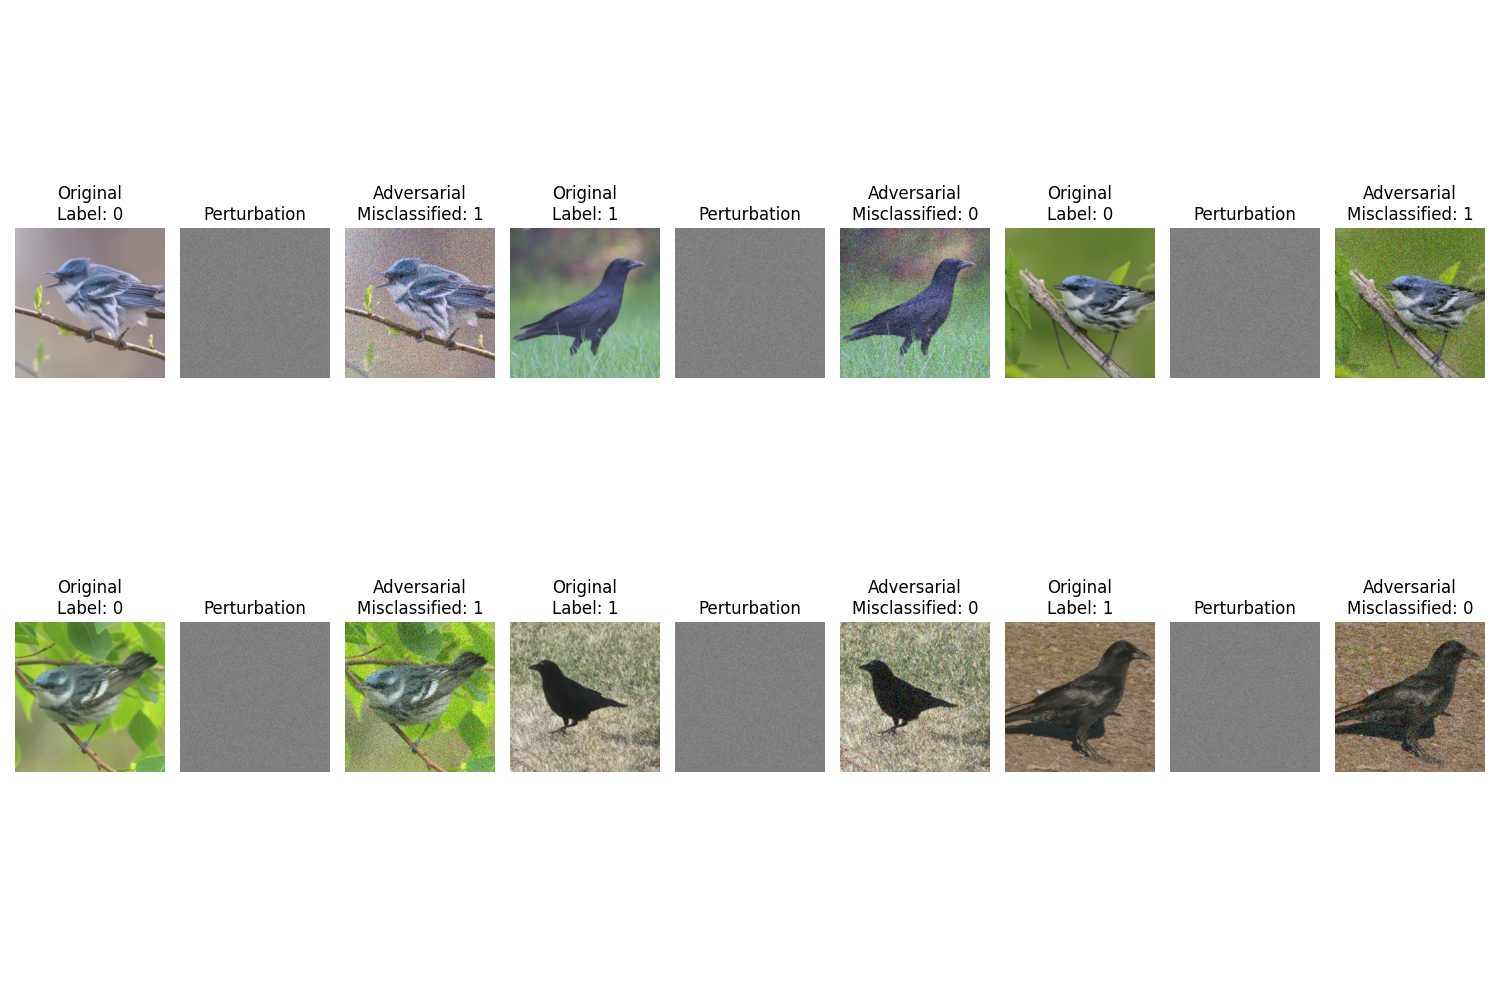 Original
Label: 0
Perturbation
Adversarial
Misclassified: 1
Original
Label: 1
Perturbation
Adversarial
Misclassified: 0
Original
Label: 0
Perturbation
Adversarial
Misclassified: 1
Original
Label: 0
Perturbation
Adversarial
Misclassified: 1
Original
Label: 1
Perturbation
Adversarial
Misclassified: 0
Original
Label: 1
Perturbation
Adversarial
Misclassified: 0